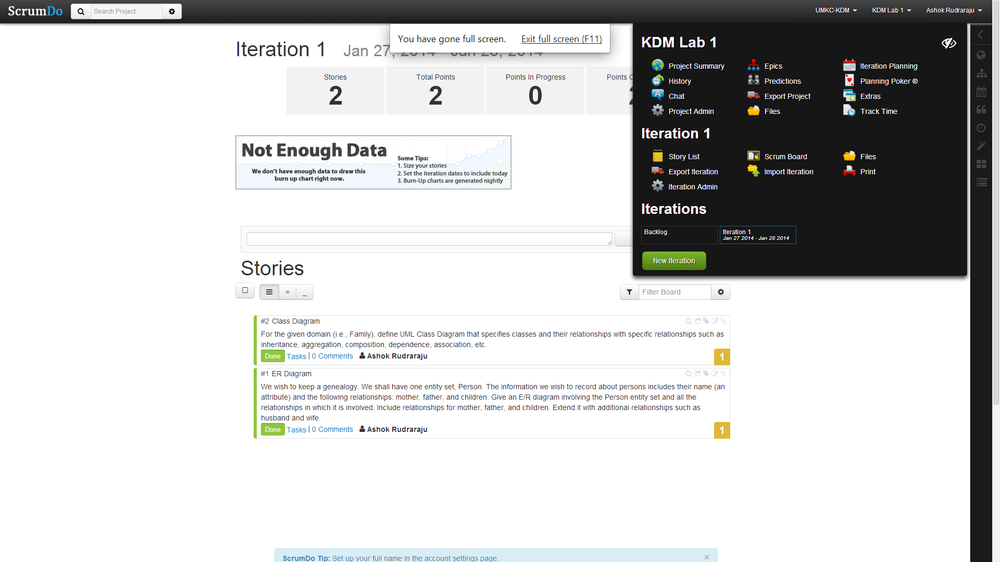 ScrumDo
Search Project
UMKC-KDM
KDM Lab 1
Ashok Rudraraju
You have gone full screen.
Exit full screen (F11)
Iteration 1
Jan 27, 2014 - Jan 28, 2014
Stories
2
Total Points
2
Points In Progress
0
Points C
2
Not Enough Data
We don't have enough data to draw this
burn up chart right now.
Some Tips:
1. Size your stories
2. Set the iteration dates to include today
3. Burn-Up charts are generated nightly
KDM Lab 1
Project Summary
Epics
Iteration Planning
History
Predictions
Planning Poker ®
Chat
Export Project
Extras
Project Admin
Files
Track Time
Iteration 1
Story List
Scrum Board
Files
Export Iteration
Import Iteration
Print
Iteration Admin
Iterations
Backlog
Iteration 1
Jan 27 2014 - Jan 28 2014
New Iteration
Stories
= _
Filter Board
#2 Class Diagram
For the given domain (i.e., Family), define UML Class Diagram that specifies classes and their relationships with specific relationships such as
inheritance, aggregation, composition, dependence, association, etc.
Done Tasks | 0 Comments Ashok Rudraraju
1
#1 ER Diagram
We wish to keep a genealogy. We shall have one entity set, Person. The information we wish to record about persons includes their name (an
attribute) and the following relationships: mother, father, and children. Give an E/R diagram involving the Person entity set and all the
relationships in which it is involved. Include relationships for mother, father, and children. Extend it with additional relationships such as
husband and wife.
Done Tasks | 0 Comments Ashok Rudraraju
1
ScrumDo Tip: Set up your full name in the account settings page.
×